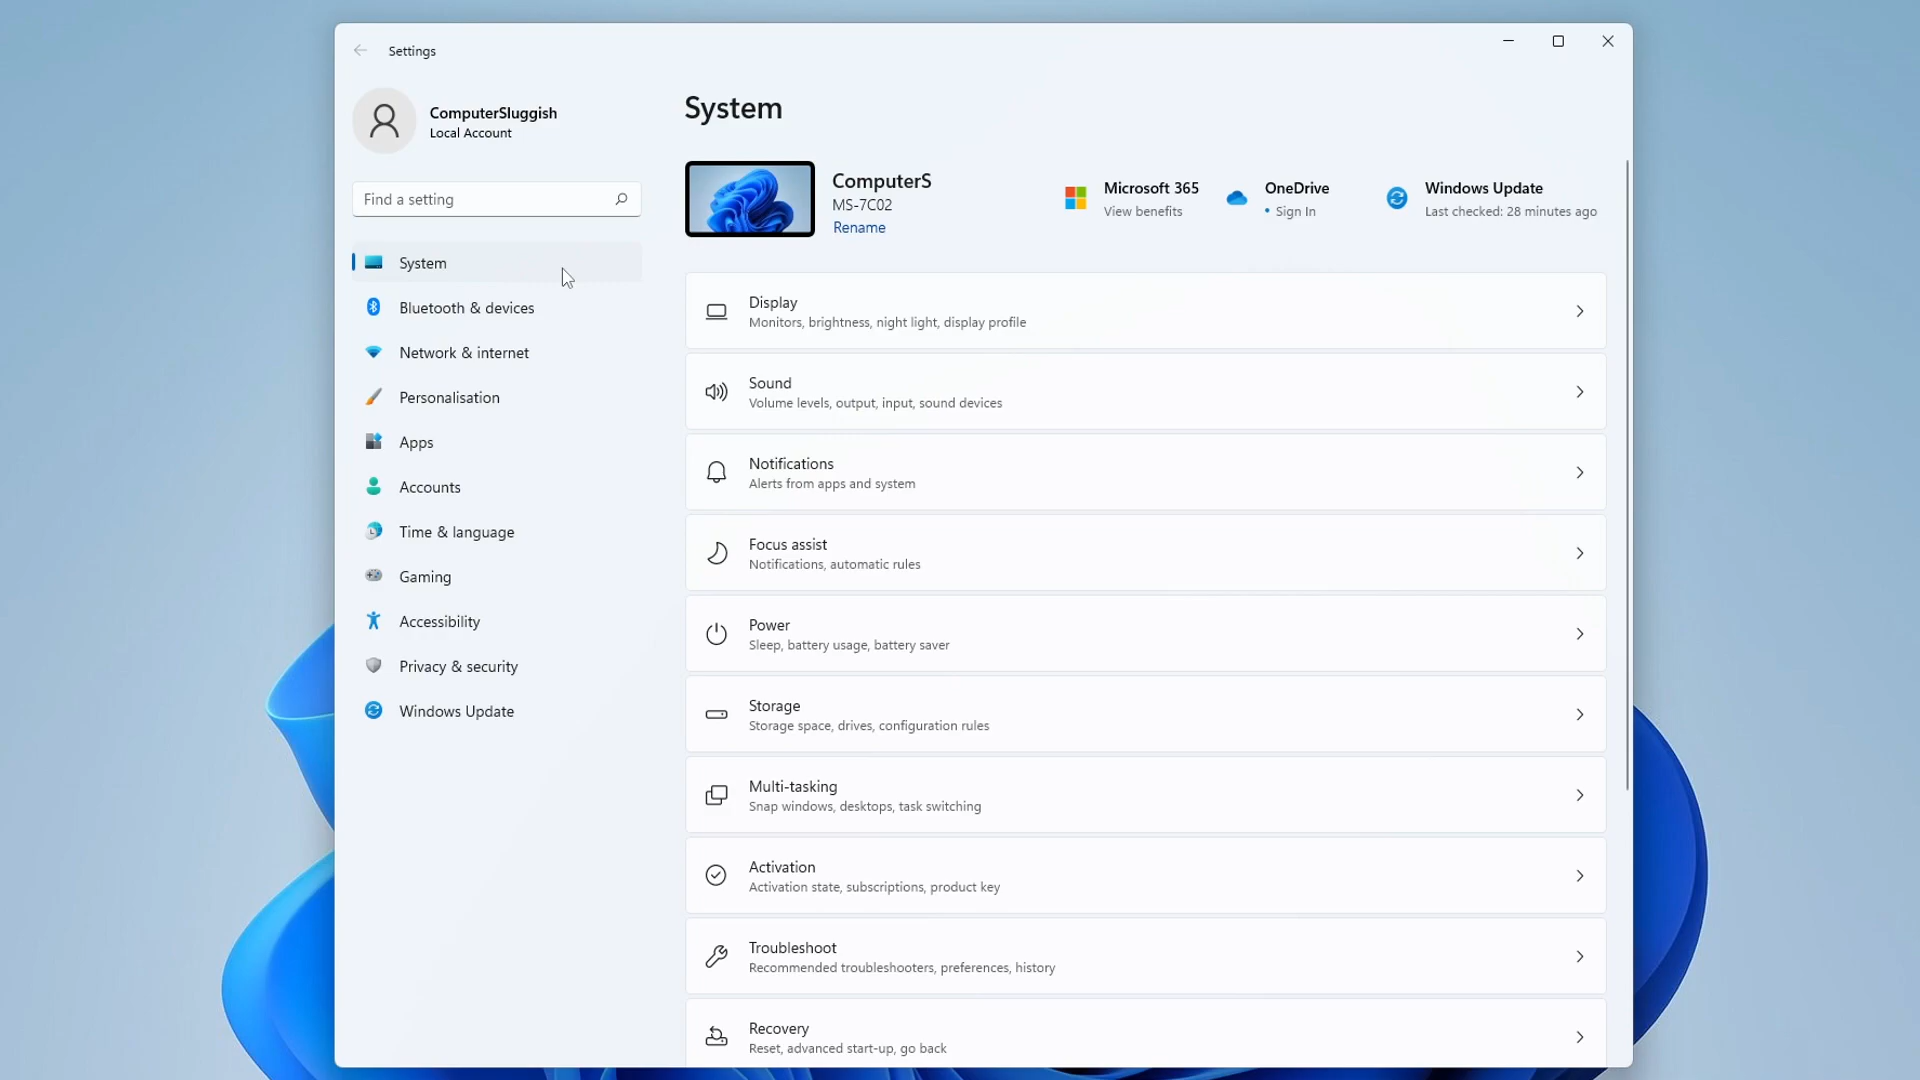 Settings
ComputerSluggish
Local Account
Find a setting
System
Bluetooth & devices
Network & internet
Personalisation
Apps
Accounts
Time & language
Gaming
Accessibility
Privacy & security
Windows Update
System
ComputerS
MS-7C02
Rename
Microsoft 365
View benefits
OneDrive
• Sign In
Windows Update
Last checked: 28 minutes ago
Display
Monitors, brightness, night light, display profile
Sound
Volume levels, output, input, sound devices
Notifications
Alerts from apps and system
Focus assist
Notifications, automatic rules
Power
Sleep, battery usage, battery saver
Storage
Storage space, drives, configuration rules
Multi-tasking
Snap windows, desktops, task switching
Activation
Activation state, subscriptions, product key
Troubleshoot
Recommended troubleshooters, preferences, history
Recovery
Reset, advanced start-up, go back